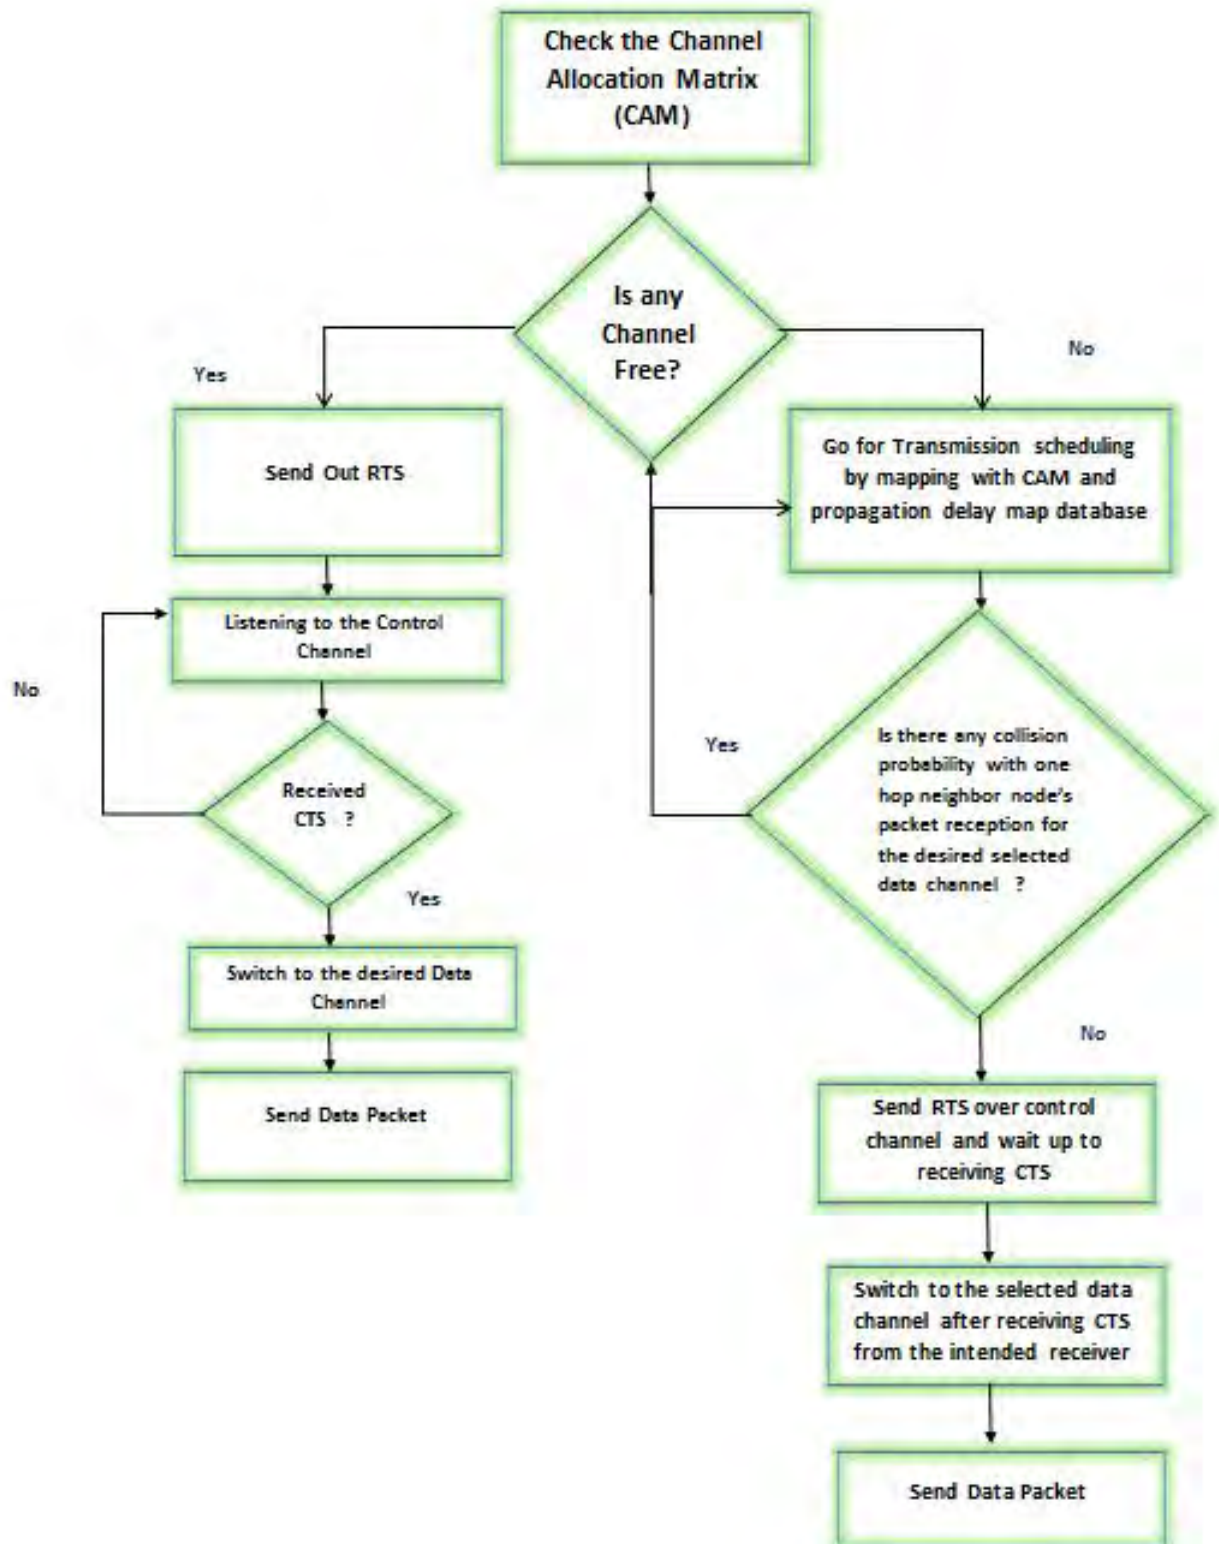 Check the Channel
Allocation Matrix
(CAM)
Is any
Channel
Free?
Yes
No
Send Out RTS
Go for Transmission scheduling
by mapping with CAM and
propagation delay map database
Listening to the Control
Channel
No
Received
CTS ?
Yes
Yes
Is there any collision
probability with one
hop neighbor node's
packet reception for
the desired selected
data channel ?
Switch to the desired Data
Channel
Send Data Packet
No
Send RTS over control
channel and wait up to
receiving CTS
Switch to the selected data
channel after receiving CTS
from the intended receiver
Send Data Packet